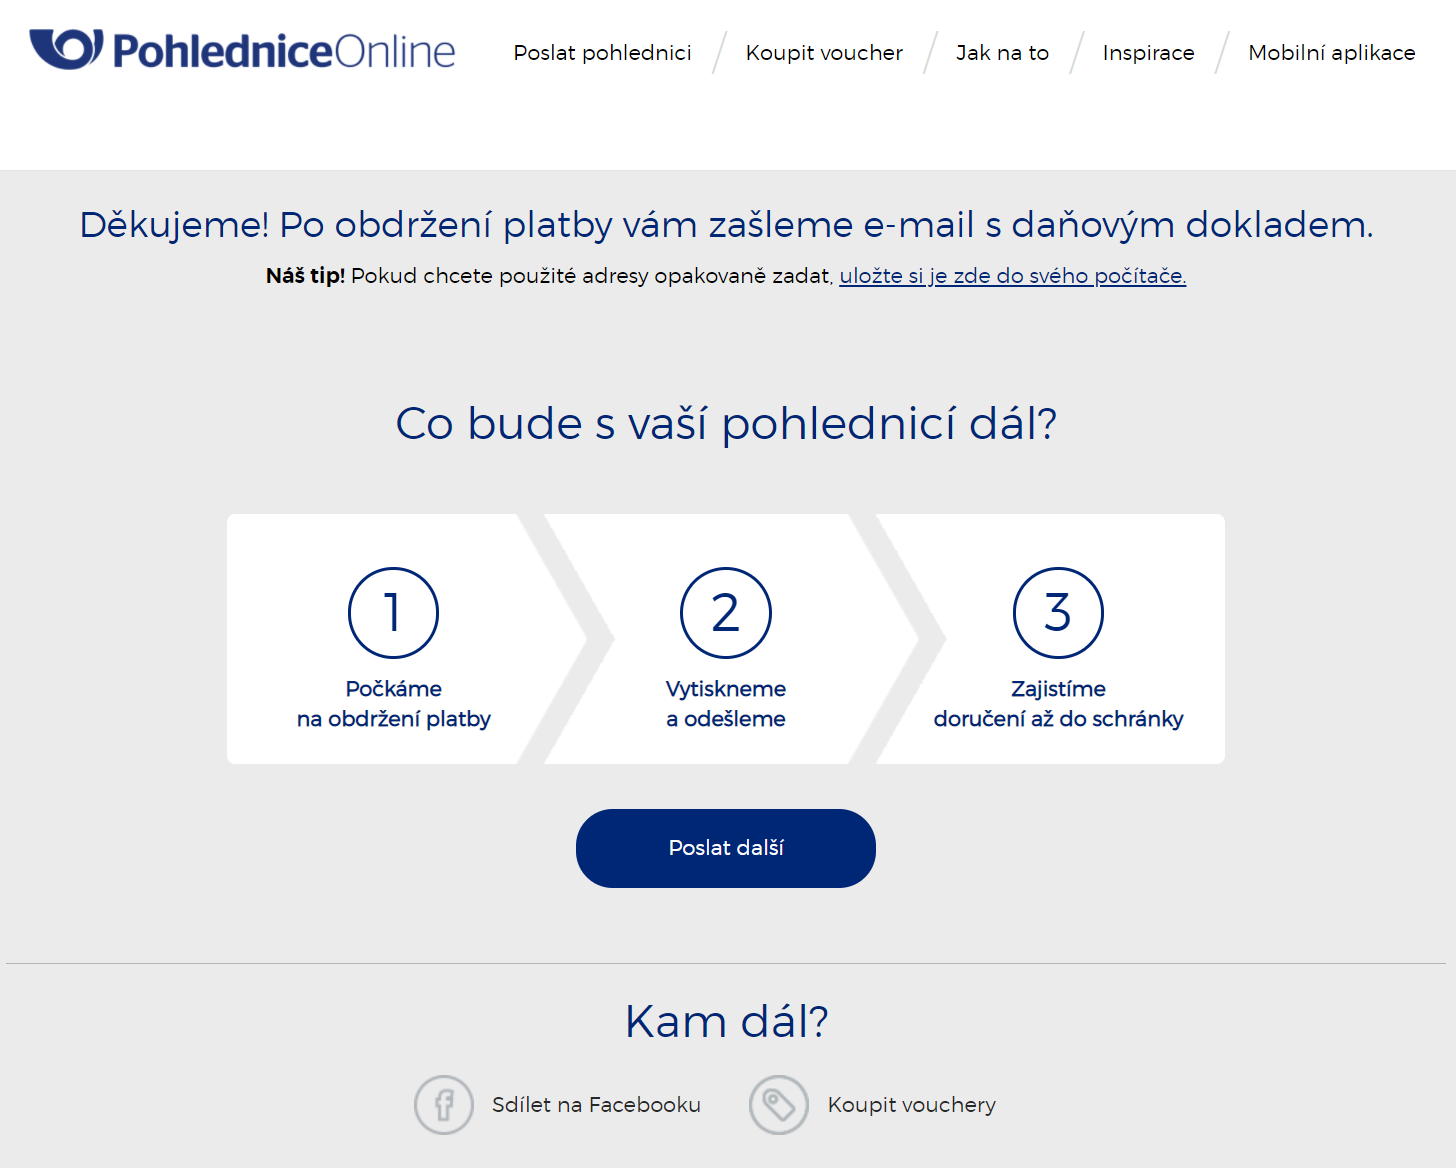 PohledniceOnline
Poslat pohlednici
Koupit voucher
Jak na to
Inspirace
Mobilní aplikace
Děkujeme! Po obdržení platby vám zašleme e-mail s daňovým dokladem.
Náš tip! Pokud chcete použité adresy opakovaně zadat, uložte si je zde do svého počítače.
Co bude s vaší pohlednicí dál?
1
Počkáme
na obdržení platby
2
Vytiskneme
a odešleme
3
Zajistíme
doručení až do schránky
Poslat další
Kam dál?
Sdílet na Facebooku
Koupit vouchery